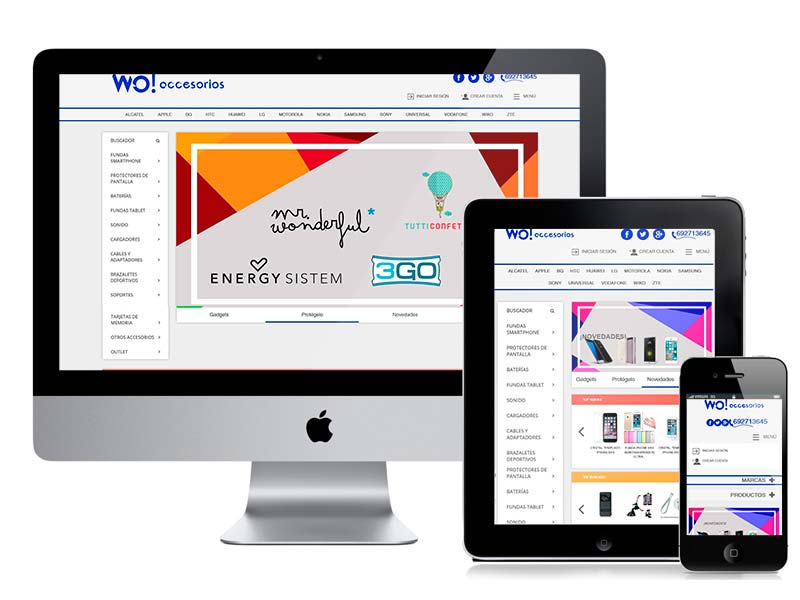 WO! accesorios
692713645
INICIAR SESIÓN CREAR CUENTA MENÚ
ALCATEL APPLE BQ HTC HUAWEI LG MOTOROLA NOKIA SAMSUNG SONY UNIVERSAL VODAFONE WIKO ZTE
BUSCADOR
FUNDAS
SMARTPHONE
PROTECTORES DE
PANTALLA
BATERÍAS
FUNDAS TABLET
SONIDO
CARGADORES
CABLES Y
ADAPTADORES
BRAZALETES
DEPORTIVOS
SOPORTES
TARJETAS DE
MEMORIA
OTROS ACCESORIOS
OUTLET
mr.
wonderful*
TUTTICONFET
ENERGY SISTEM
3GO
Gadgets Protégelo Novedades
WO! accesorios
692713645
INICIAR SESIÓN CREAR CUENTA MENÚ
ALCATEL APPLE BQ HTC HUAWEI LG MOTOROLA NOKIA SAMSUNG
SONY UNIVERSAL VODAFONE WIKO ZTE
BUSCADOR
FUNDAS
SMARTPHONE
PROTECTORES DE
PANTALLA
BATERÍAS
FUNDAS TABLET
SONIDO
CARGADORES
CABLES Y
ADAPTADORES
BRAZALETES
DEPORTIVOS
PROTECTORES DE
PANTALLA
BATERÍAS
FUNDAS TABLET
SONIDO
¡NOVEDADES!
Gadgets Protégelo Novedades
WO! accesorios
692713645
MENÚ
INICIAR SESIÓN
CREAR CUENTA
MARCAS +
PRODUCTOS +
¡NOVEDADES!